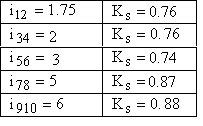 i12 = 1.75 Ks = 0.76
i34 = 2 Ks = 0.76
i56 = 3 Ks = 0.74
i78 = 5 Ks = 0.87
i910 = 6 Ks = 0.88